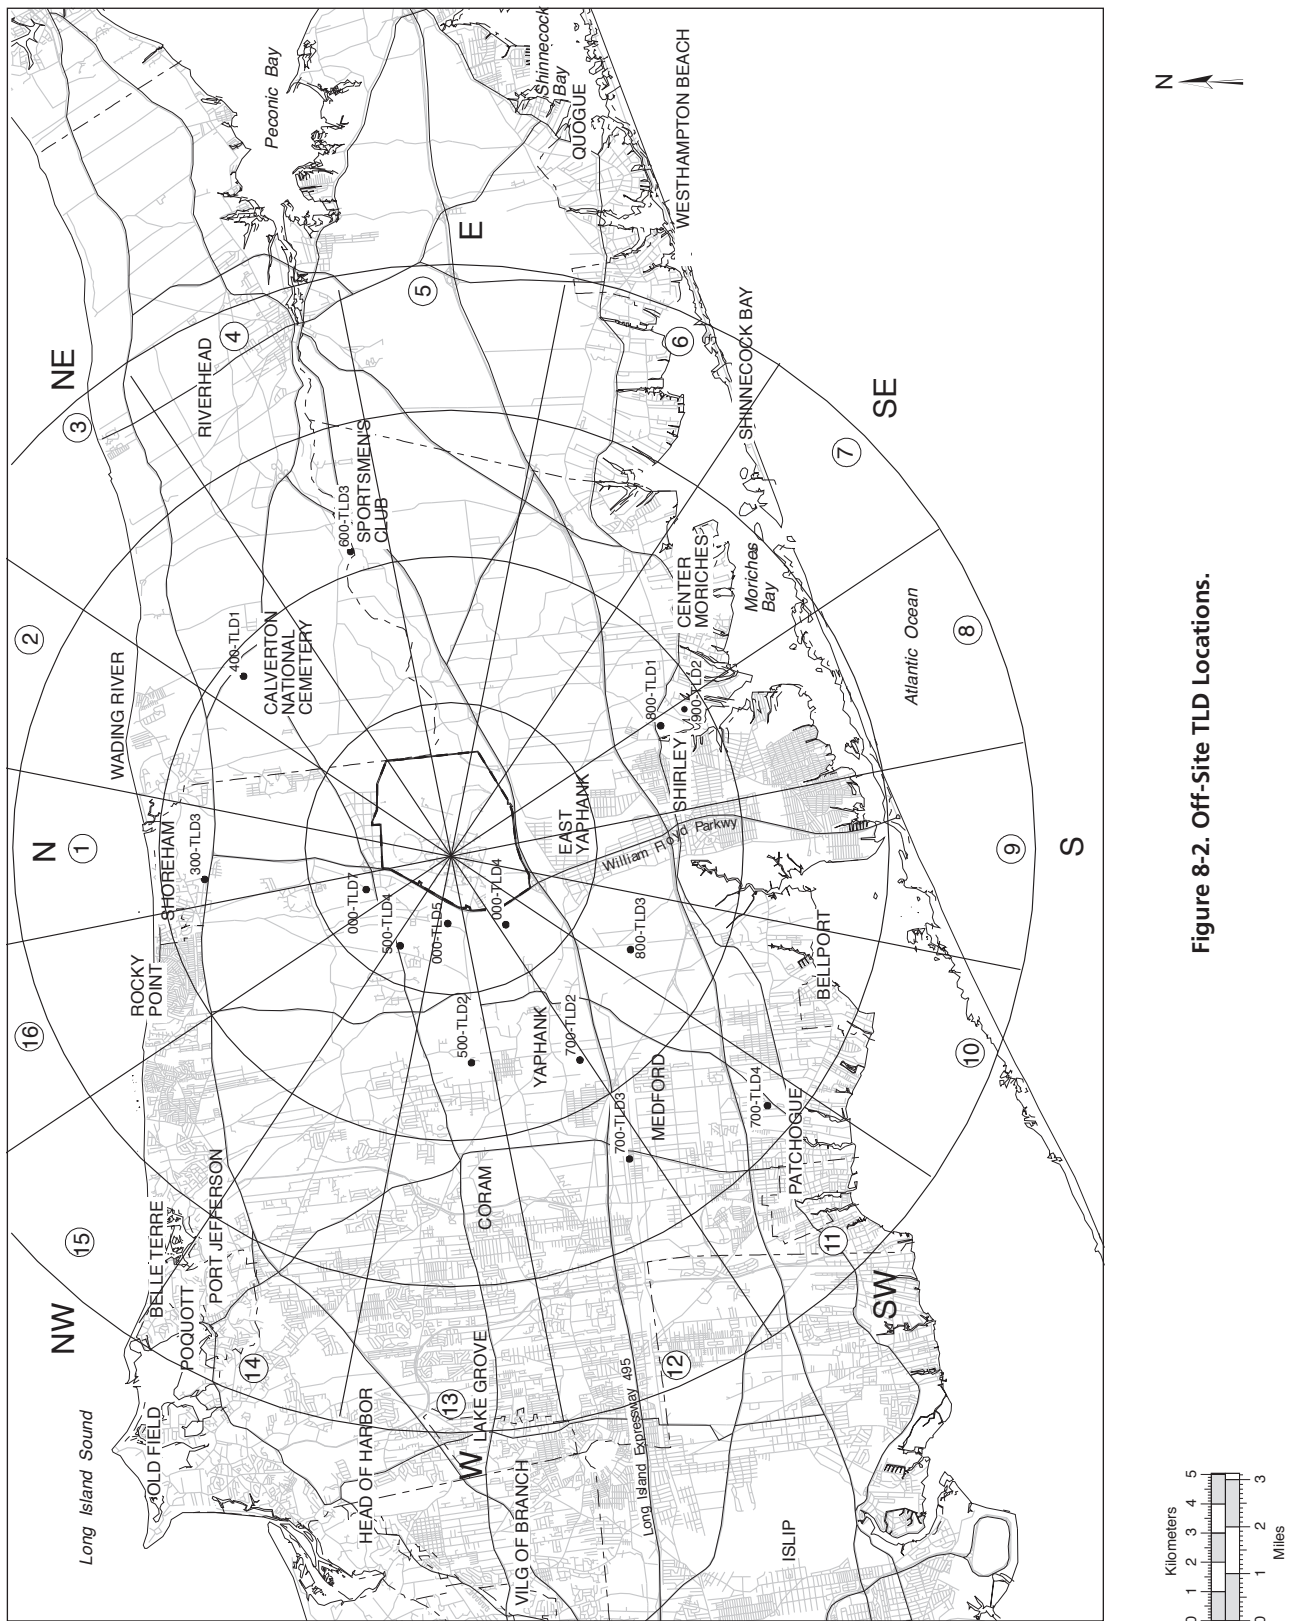 N
Long Island Sound
NW
N
NE
15
16
1
2
3
OLD FIELD
POQUOTT
BELLE TERRE
PORT JEFFERSON
ROCKY
POINT
SHOREHAM
300-TLD3
WADING RIVER
RIVERHEAD
4
Peconic Bay
14
HEAD OF HARBOR
000-TLD7
500-TLD4
000-TLD5
400-TLD1
CALVERTON
NATIONAL
CEMETERY
600-TLD3
SPORTSMEN'S
CLUB
5
E
W
13
LAKE GROVE
CORAM
500-TLD2
000-TLD4
VILG OF BRANCH
YAPHANK
700-TLD2
EAST
YAPHANK
Shinnecock
Bay
QUOGUE
Long Island Expressway 495
12
700-TLD3
MEDFORD
800-TLD3
William Floyd Parkwy
SHIRLEY
800-TLD1
900-TLD2
CENTER
MORICHES
6
WESTHAMPTON BEACH
ISLIP
PATCHOGUE
700-TLD4
BELLPORT
Moriches
Bay
SHINNECOCK BAY
11
SW
7
SE
10
9
8
Atlantic Ocean
S
Kilometers
0 1 2 3 4 5
0 1 2 3
Miles
Figure 8-2. Off-Site TLD Locations.